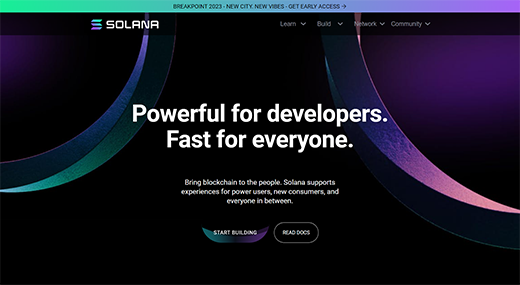 BREAKPOINT 2023 - NEW CITY. NEW VIBES - GET EARLY ACCESS →
SOLANA Learn Build Network Community
Powerful for developers.
Fast for everyone.
Bring blockchain to the people. Solana supports
experiences for power users, new consumers, and
everyone in between.
START BUILDING READ DOCS